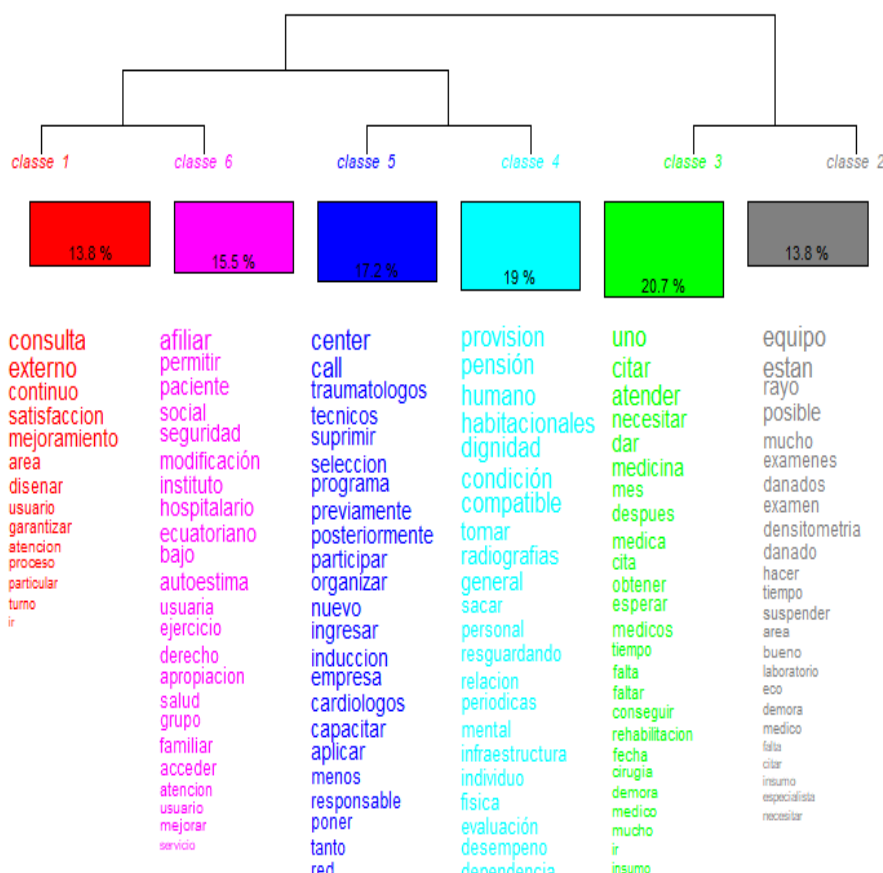 classe 1
classe 6
classe 5
classe 4
classe 3
classe 2
13.8 %
15.5 %
17.2 %
19 %
20.7 %
13.8 %
consulta
externo
continuo
satisfaccion
mejoramiento
area
disenar
usuario
garantizar
atencion
proceso
particular
turno
ir
afiliar
permitir
paciente
social
seguridad
modificación
instituto
hospitalario
ecuatoriano
bajo
autoestima
usuaria
ejercicio
derecho
apropiacion
salud
grupo
familiar
acceder
atencion
usuario
mejorar
servicio
center
call
traumatologos
tecnicos
suprimir
seleccion
programa
previamente
posteriormente
participar
organizar
nuevo
ingresar
induccion
empresa
cardiologos
capacitar
aplicar
menos
responsable
poner
tanto
red
provision
pensión
humano
habitacionales
dignidad
condición
compatible
tomar
radiografias
general
sacar
personal
resguardando
relacion
periodicas
mental
infraestructura
individuo
fisica
evaluación
desempeno
dependencia
uno
citar
atender
necesitar
dar
medicina
mes
despues
medica
cita
obtener
esperar
medicos
tiempo
falta
faltar
conseguir
rehabilitacion
fecha
cirugía
demora
medico
mucho
ir
insumo
equipo
estan
rayo
posible
mucho
examenes
danados
examen
densitometria
danado
hacer
tiempo
suspender
area
bueno
laboratorio
eco
demora
medico
falta
citar
insumo
especialista
necesitar